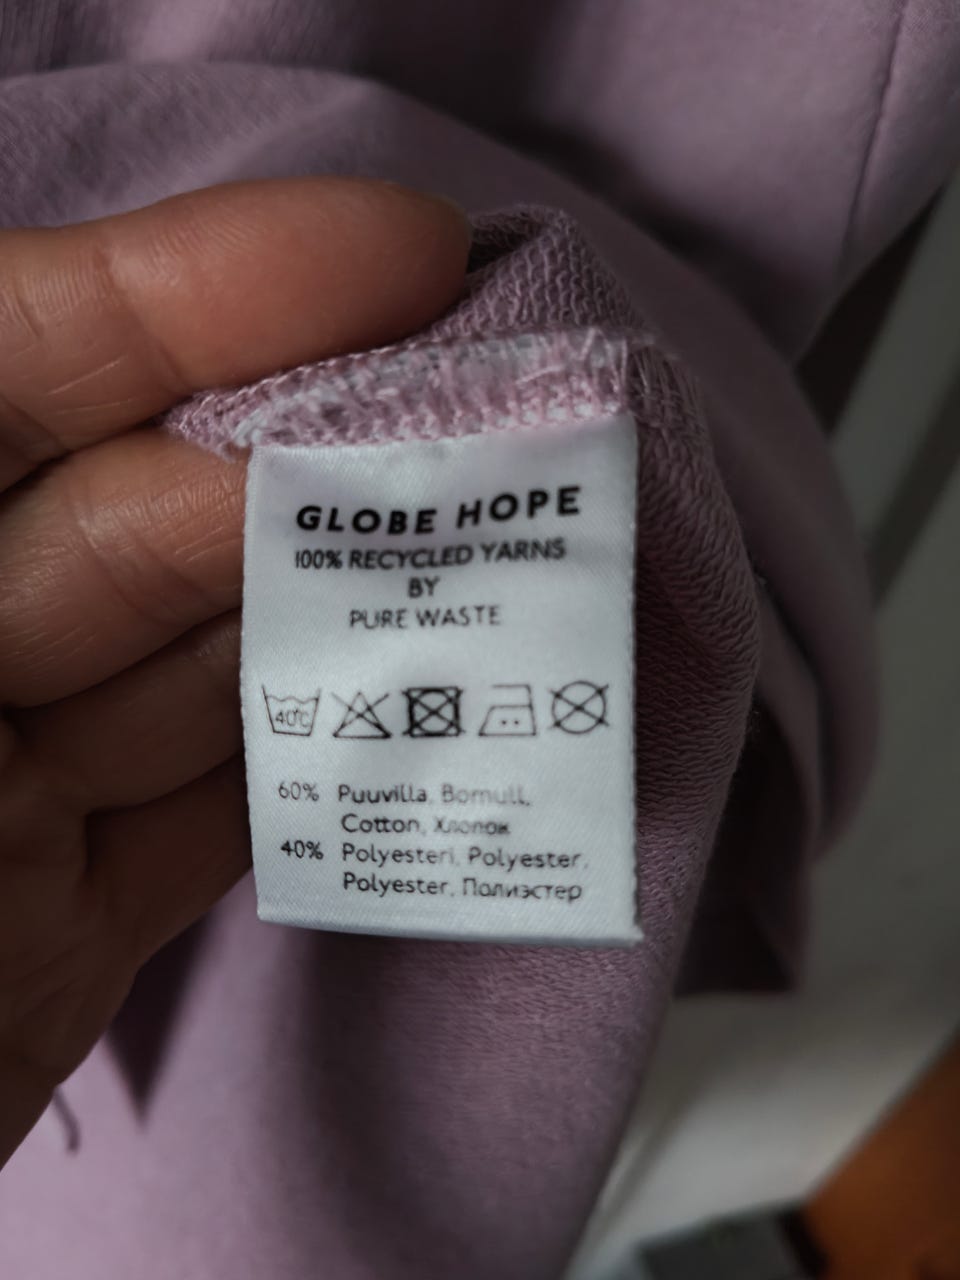 GLOBE HOPE
100% RECYCLED YARNS
BY
PURE WASTE
40°C
60% Puuvilla, Bomull,
Cotton, Хлопок
40% Polyesteri, Polyester,
Polyester, Полиэстер